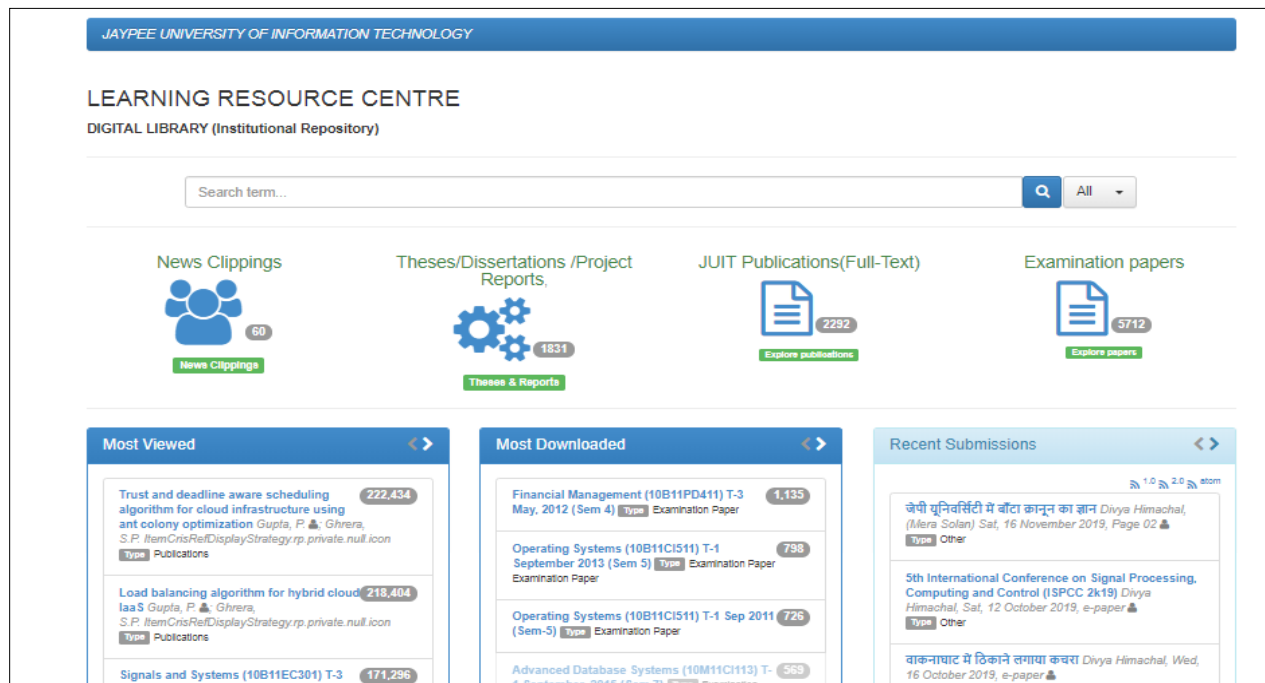 JAYPEE UNIVERSITY OF INFORMATION TECHNOLOGY
LEARNING RESOURCE CENTRE
DIGITAL LIBRARY (Institutional Repository)
Search term...
All
News Clippings
60
News Clippings
Theses/Dissertations /Project
Reports,
1831
Theses & Reports
JUIT Publications(Full-Text)
2292
Explore publications
Examination papers
5712
Explore papers
Most Viewed
Trust and deadline aware scheduling 222,434
algorithm for cloud infrastructure using
ant colony optimization Gupta, P. ; Ghrera,
S.P. ItemCrisRefDisplayStrategy.rp.private.null.icon
Type Publications
Load balancing algorithm for hybrid cloud 218,404
IaaS Gupta, P. ; Ghrera,
S.P. ItemCrisRefDisplayStrategy.rp.private.null.icon
Type Publications
Signals and Systems (10B11EC301) T-3 171,296
Most Downloaded
Financial Management (10B11PD411) T-3 1,135
May, 2012 (Sem 4) Type Examination Paper
Operating Systems (10B11CI511) T-1 798
September 2013 (Sem 5) Type Examination Paper
Examination Paper
Operating Systems (10B11CI511) T-1 Sep 2011 726
(Sem-5) Type Examination Paper
Advanced Database Systems (10M11CI113) T- 569
Recent Submissions
1.0 2.0 atom
जेपी यूनिवर्सिटी में बाँटा क़ानून का ज्ञान Divya Himachal,
(Mera Solan) Sat, 16 November 2019, Page 02
Type Other
5th International Conference on Signal Processing,
Computing and Control (ISPCC 2k19) Divya
Himachal, Sat, 12 October 2019, e-paper
Type Other
वाकनाघाट में ठिकाने लगाया कचरा Divya Himachal, Wed,
16 October 2019, e-paper